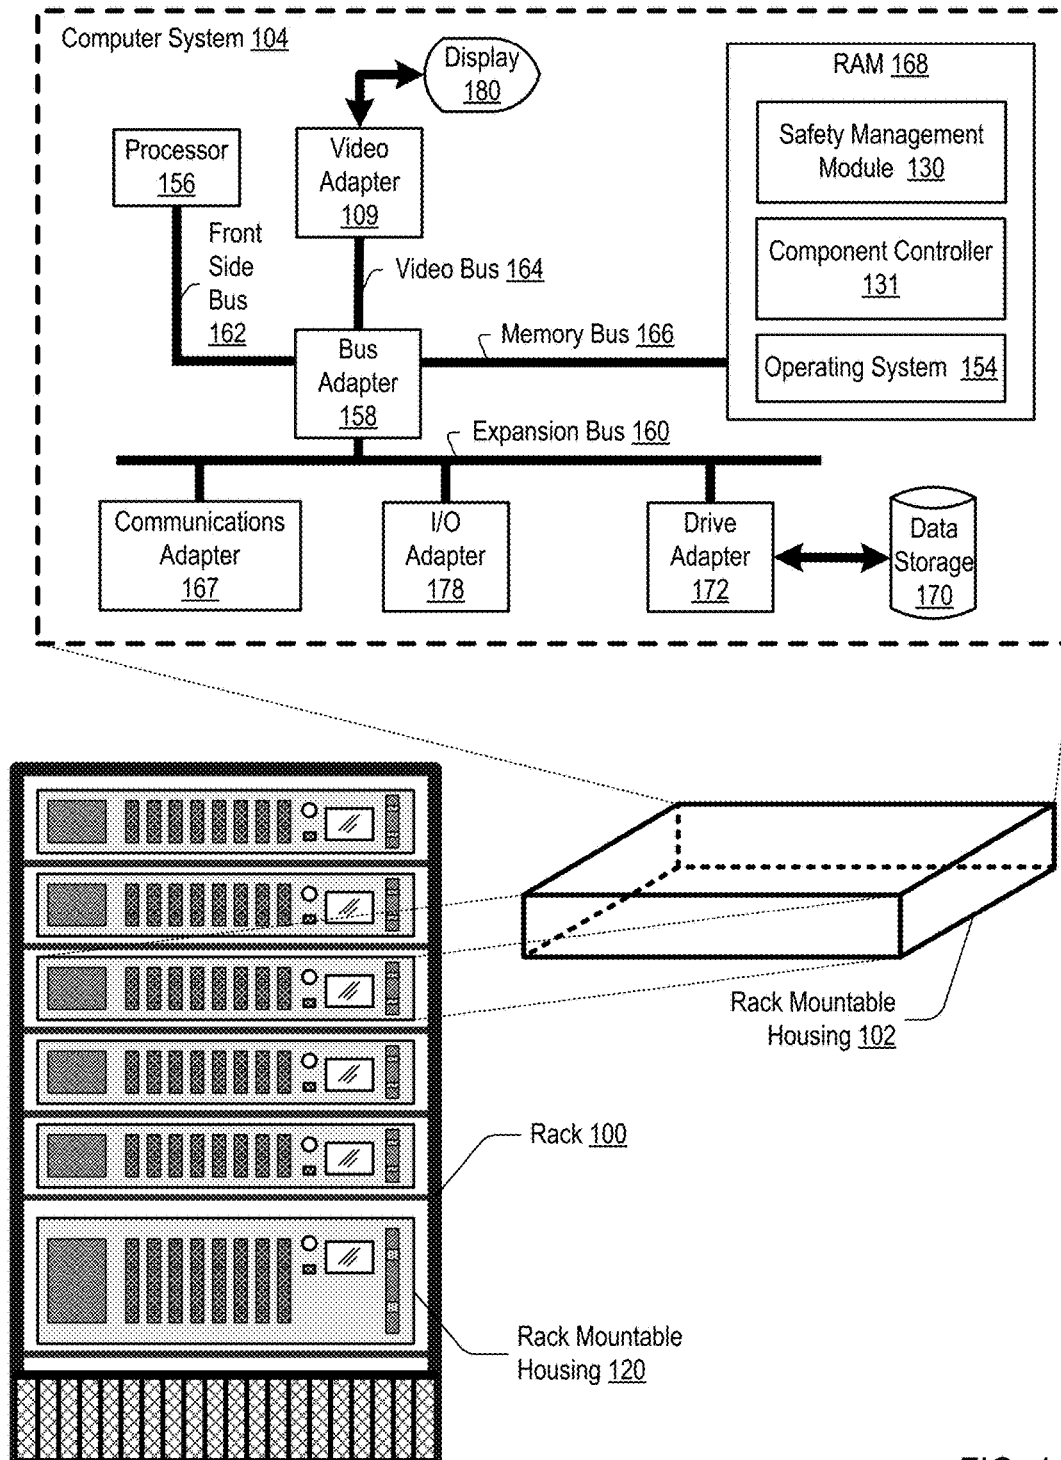 Computer System 104
Display
180
RAM 168
Safety Management
Module 130
Component Controller
131
Operating System 154
Processor
156
Video
Adapter
109
Front
Side
Bus
162
Video Bus 164
Memory Bus 166
Bus
Adapter
158
Expansion Bus 160
Communications
Adapter
167
I/O
Adapter
178
Drive
Adapter
172
Data
Storage
170
Rack Mountable
Housing 102
Rack 100
Rack Mountable
Housing 120